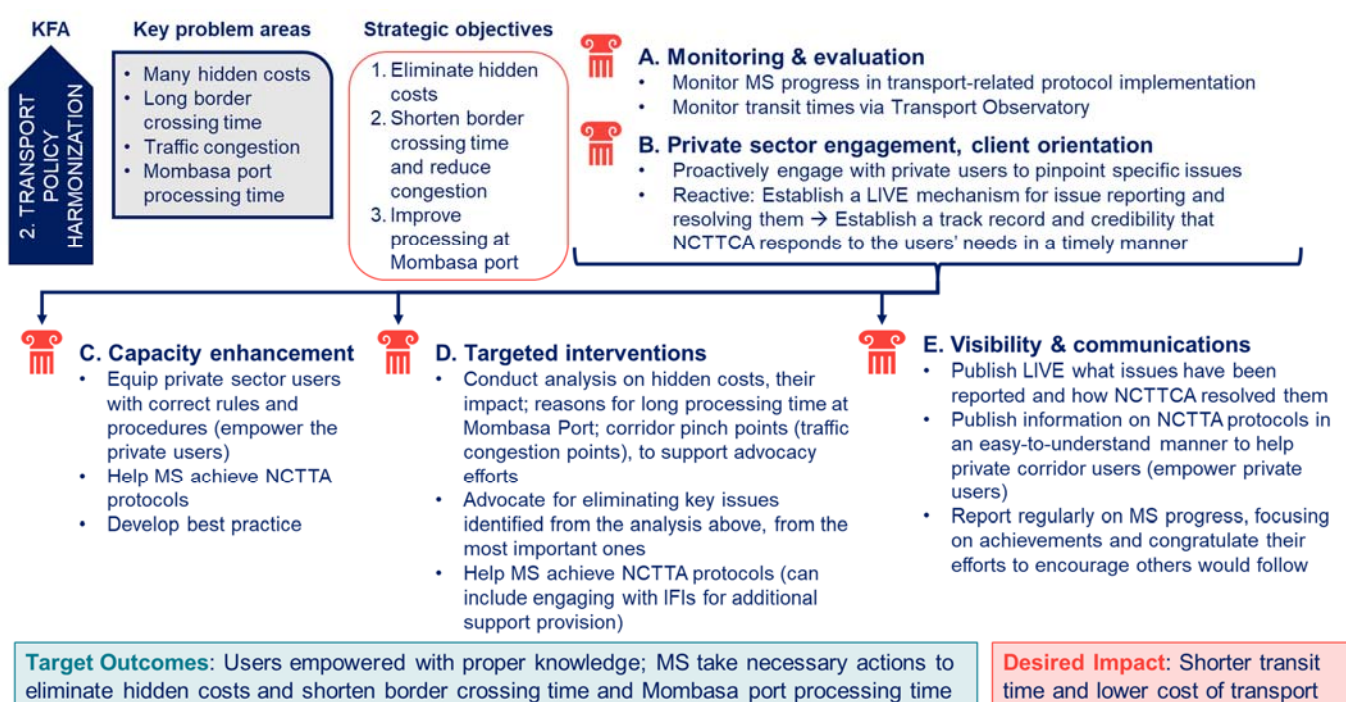 KFA
2. TRANSPORT
POLICY
HARMONIZATION
Key problem areas
• Many hidden costs
• Long border
crossing time
• Traffic congestion
• Mombasa port
processing time
Strategic objectives
1. Eliminate hidden
costs
2. Shorten border
crossing time
and reduce
congestion
3. Improve
processing at
Mombasa port
A. Monitoring & evaluation
• Monitor MS progress in transport-related protocol implementation
• Monitor transit times via Transport Observatory
B. Private sector engagement, client orientation
• Proactively engage with private users to pinpoint specific issues
• Reactive: Establish a LIVE mechanism for issue reporting and
resolving them → Establish a track record and credibility that
NCTTCA responds to the users’ needs in a timely manner
C. Capacity enhancement
• Equip private sector users
with correct rules and
procedures (empower the
private users)
• Help MS achieve NCTTA
protocols
• Develop best practice
D. Targeted interventions
• Conduct analysis on hidden costs, their
impact; reasons for long processing time at
Mombasa Port; corridor pinch points (traffic
congestion points), to support advocacy
efforts
• Advocate for eliminating key issues
identified from the analysis above, from the
most important ones
• Help MS achieve NCTTA protocols (can
include engaging with IFIs for additional
support provision)
E. Visibility & communications
• Publish LIVE what issues have been
reported and how NCTTCA resolved them
• Publish information on NCTTA protocols in
an easy-to-understand manner to help
private corridor users (empower private
users)
• Report regularly on MS progress, focusing
on achievements and congratulate their
efforts to encourage others would follow
Target Outcomes: Users empowered with proper knowledge; MS take necessary actions to
eliminate hidden costs and shorten border crossing time and Mombasa port processing time
Desired Impact: Shorter transit
time and lower cost of transport